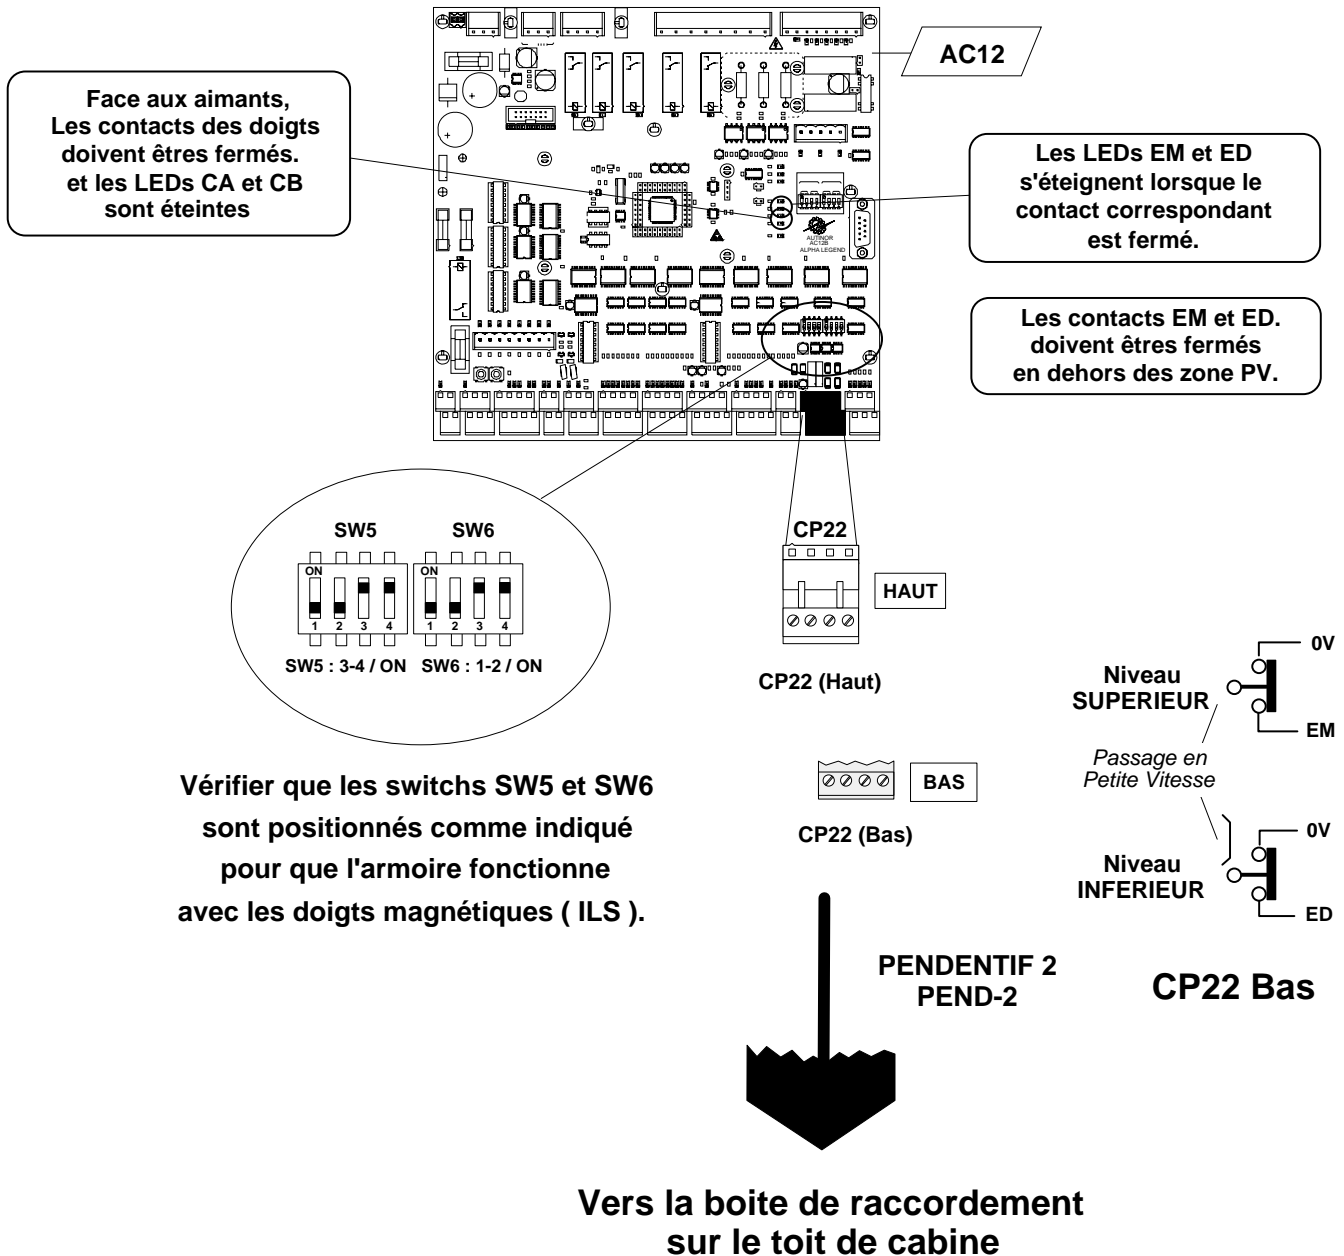 AC12
Face aux aimants,
Les contacts des doigts
doivent êtres fermés.
et les LEDs CA et CB
sont éteintes
Les LEDs EM et ED
s'éteignent lorsque le
contact correspondant
est fermé.
AUTINOR
AC12B
ALPHA LEGEND
Les contacts EM et ED.
doivent êtres fermés
en dehors des zone PV.
SW5
SW6
ON
ON
1 2 3 4
1 2 3 4
SW5 : 3-4 / ON
SW6 : 1-2 / ON
CP22
HAUT
CP22 (Haut)
0V
Niveau
SUPERIEUR
EM
Passage en
Petite Vitesse
BAS
CP22 (Bas)
0V
Niveau
INFERIEUR
ED
Vérifier que les switchs SW5 et SW6
sont positionnés comme indiqué
pour que l'armoire fonctionne
avec les doigts magnétiques ( ILS ).
PENDENTIF 2
PEND-2
CP22 Bas
Vers la boite de raccordement
sur le toit de cabine